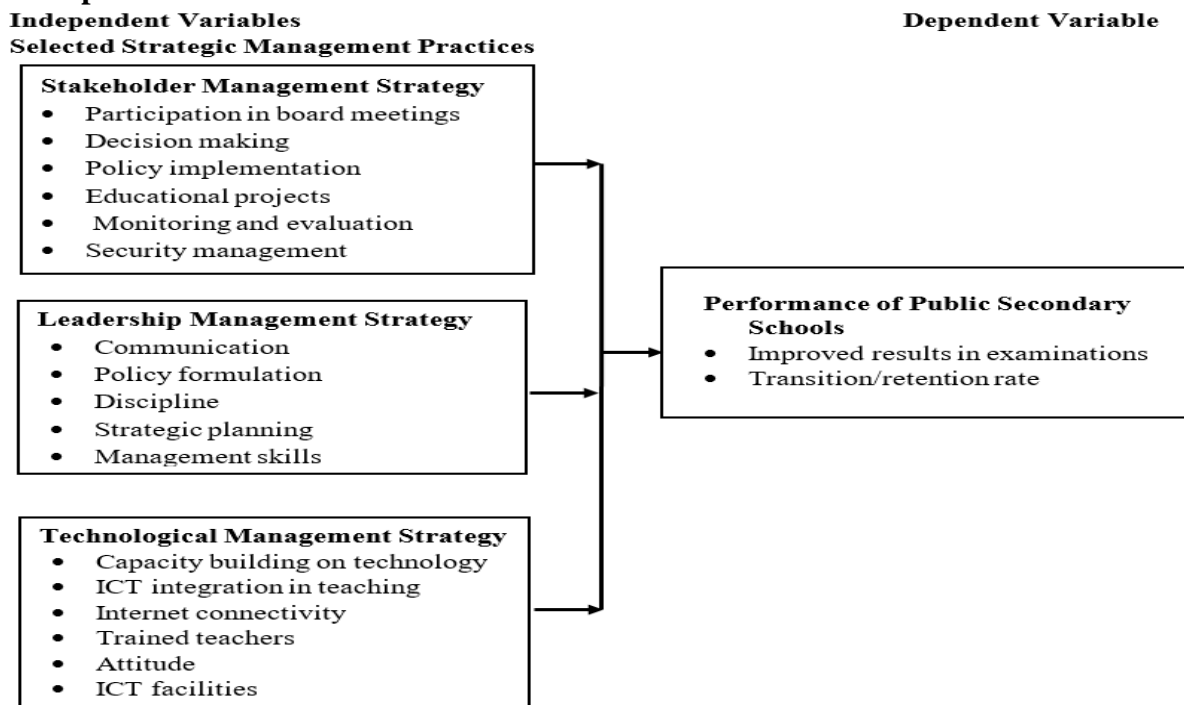 Independent Variables
Dependent Variable
Selected Strategic Management Practices
Stakeholder Management Strategy
• Participation in board meetings
• Decision making
• Policy implementation
• Educational projects
• Monitoring and evaluation
• Security management
Leadership Management Strategy
• Communication
• Policy formulation
• Discipline
• Strategic planning
• Management skills
Technological Management Strategy
• Capacity building on technology
• ICT integration in teaching
• Internet connectivity
• Trained teachers
• Attitude
• ICT facilities
Performance of Public Secondary
Schools
• Improved results in examinations
• Transition/retention rate